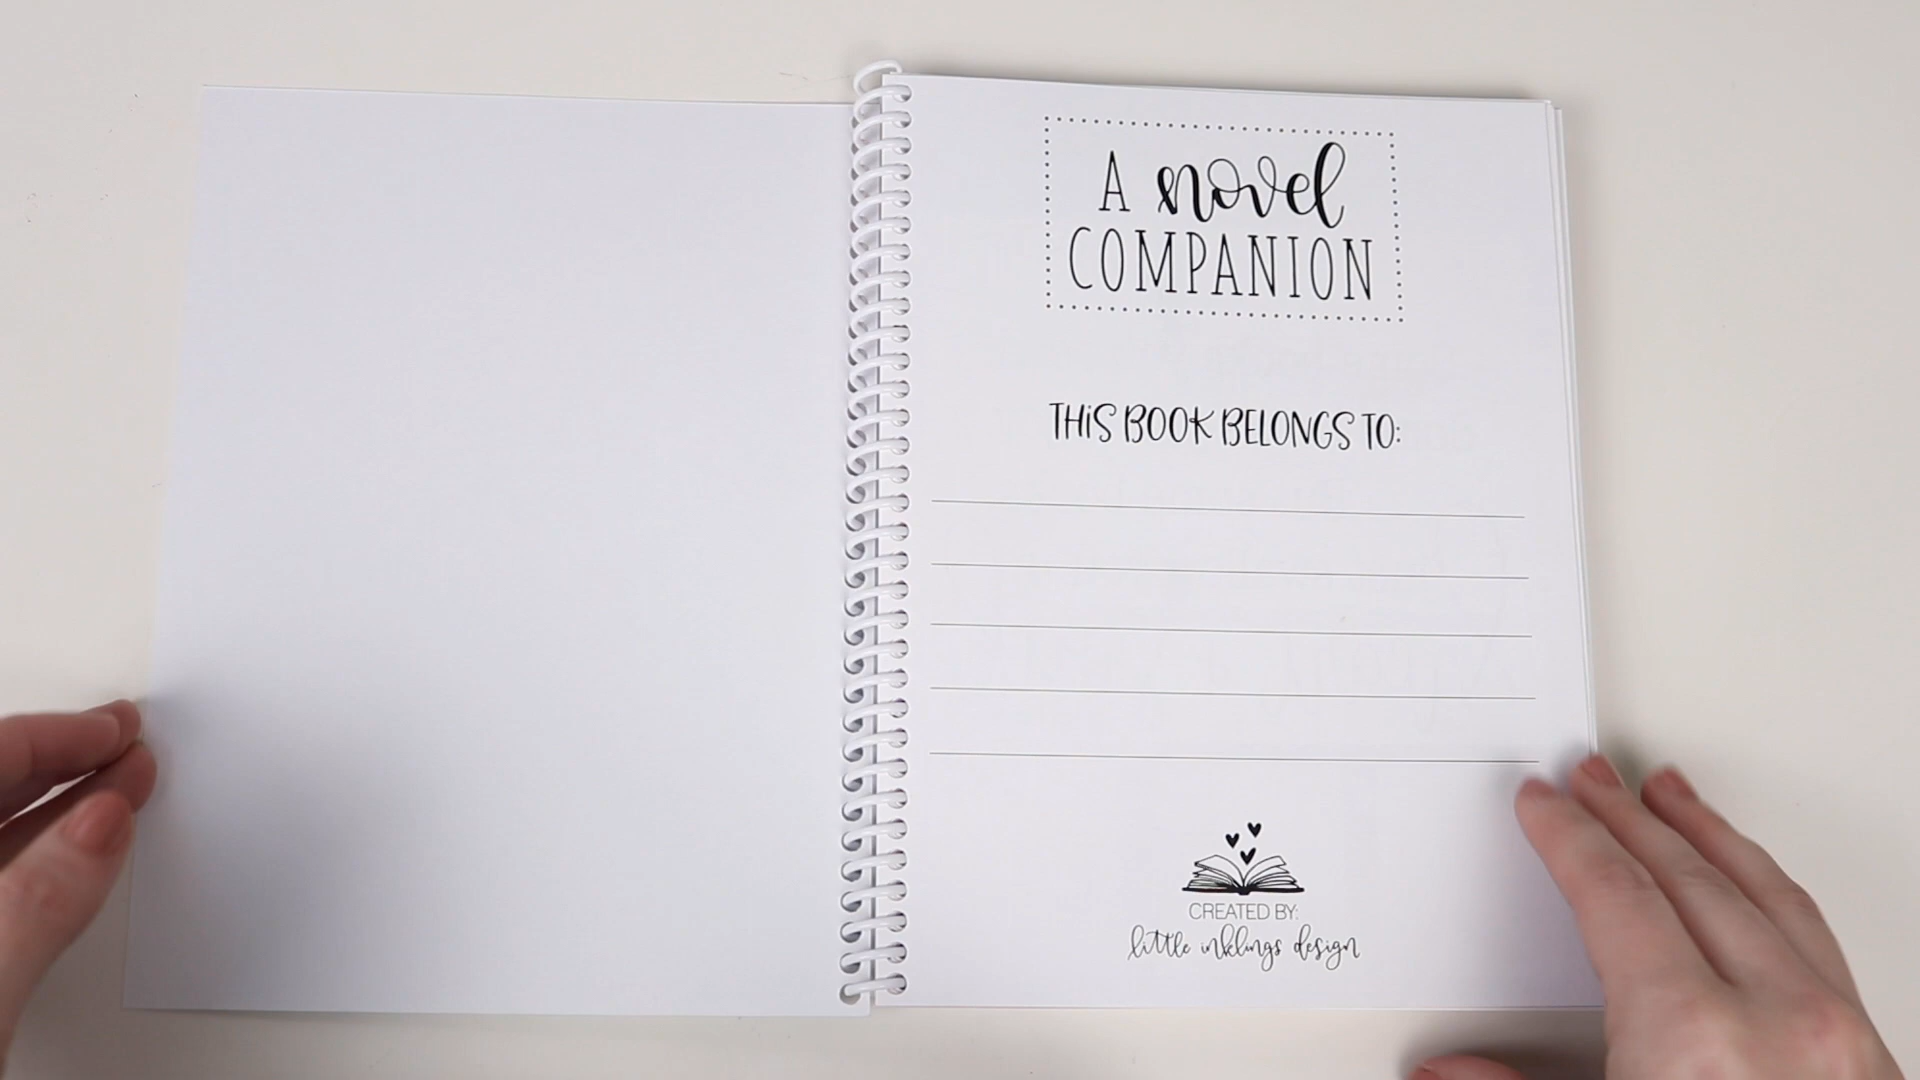 A novel
COMPANION
THIS BOOK BELONGS TO:
CREATED BY:
little inklings design